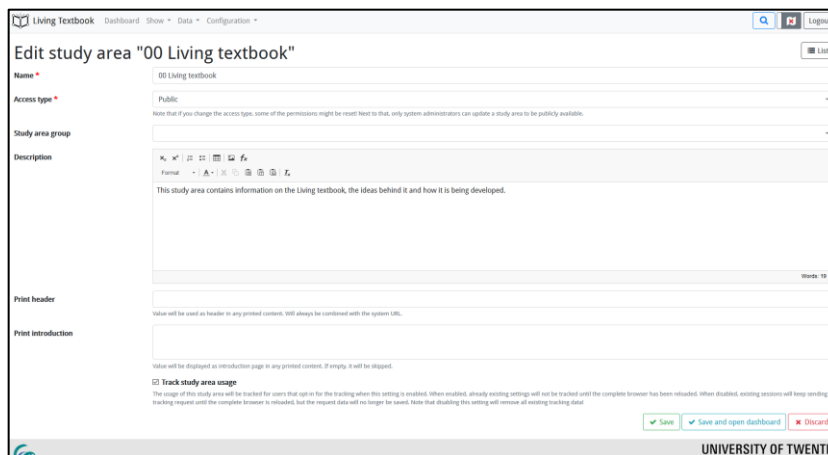 Living Textbook Dashboard Show Data Configuration Logou
Edit study area "00 Living textbook"
List
Name *
00 Living textbook
Access type *
Public
Note that if you change the access type, some of the permissions might be reset! Next to that, only system administrators can update a study area to be publicly available.
Study area group
Description
Format
This study area contains information on the Living textbook, the ideas behind it and how it is being developed.
Words: 19
Print header
Value will be used as header in any printed content. Will always be combined with the system URL.
Print introduction
Value will be displayed as introduction page in any printed content. If empty, it will be skipped.
Track study area usage
The usage of this study area will be tracked for users that opt-in for the tracking when this setting is enabled. When enabled, already existing settings will not be tracked until the complete browser has been reloaded. When disabled, existing sessions will keep sending
tracking request until the complete browser is reloaded, but the request data will no longer be saved. Note that disabling this setting will remove all existing tracking data!
Save Save and open dashboard Discard
UNIVERSITY OF TWENT